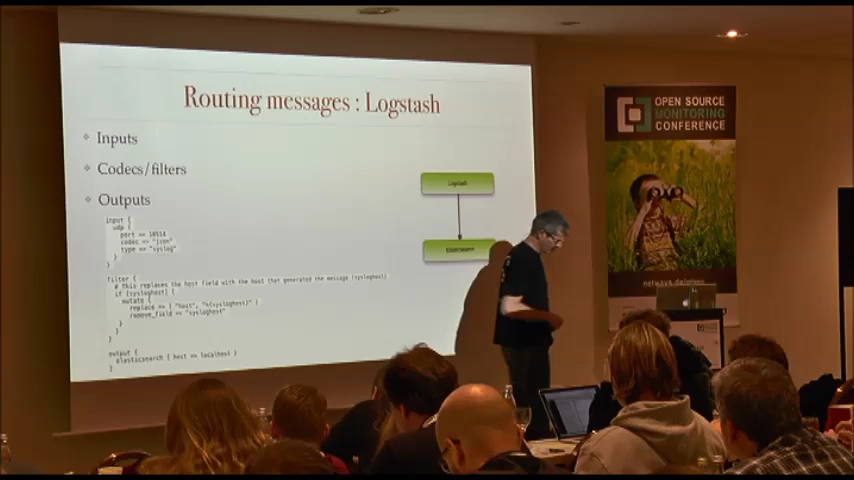 Routing messages : Logstash
Inputs
Codecs/filters
Outputs
input {
udp {
port => 10514
codec => "json"
type => "syslog"
}
}
filter {
# This replaces the host field with the host that generated the message (sysloghost)
if [sysloghost] {
mutate {
replace => [ "host", "%{sysloghost}" ]
remove_field => "sysloghost"
}
}
}
output {
elasticsearch { host => localhost }
}
Logstash
OPEN SOURCE
MONITORING
CONFERENCE